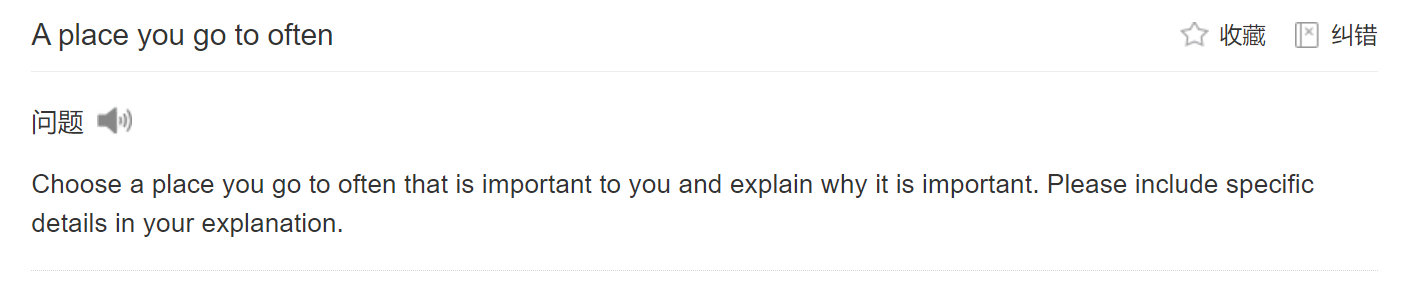 A place you go to often
收藏
纠错
问题
Choose a place you go to often that is important to you and explain why it is important. Please include specific
details in your explanation.